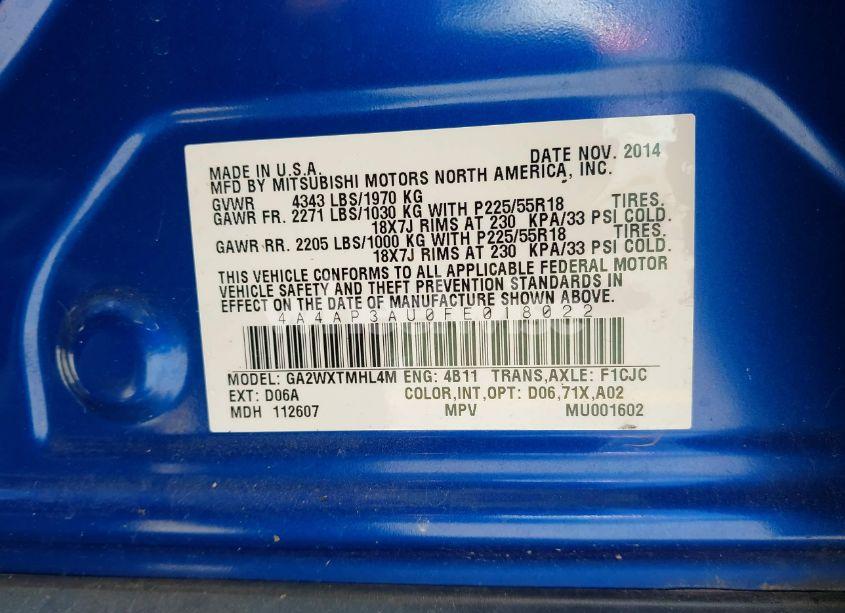 MADE IN U.S.A. DATE NOV. 2014
MFD BY MITSUBISHI MOTORS NORTH AMERICA, INC.
GVWR 4343 LBS/1970 KG
GAWR FR. 2271 LBS/1030 KG WITH P225/55R18 TIRES.
18X7J RIMS AT 230 KPA/33 PSI COLD.
GAWR RR. 2205 LBS/1000 KG WITH P225/55R18 TIRES.
18X7J RIMS AT 230 KPA/33 PSI COLD.
THIS VEHICLE CONFORMS TO ALL APPLICABLE FEDERAL MOTOR
VEHICLE SAFETY AND THEFT PREVENTION STANDARDS IN
EFFECT ON THE DATE OF MANUFACTURE SHOWN ABOVE.
4A4AP3AU0FE018022
MODEL: GA2WXTMHL4M ENG: 4B11 TRANS,AXLE: F1CJC
EXT: D06A COLOR,INT,OPT: D06,71X,A02
MDH 112607 MPV MU001602